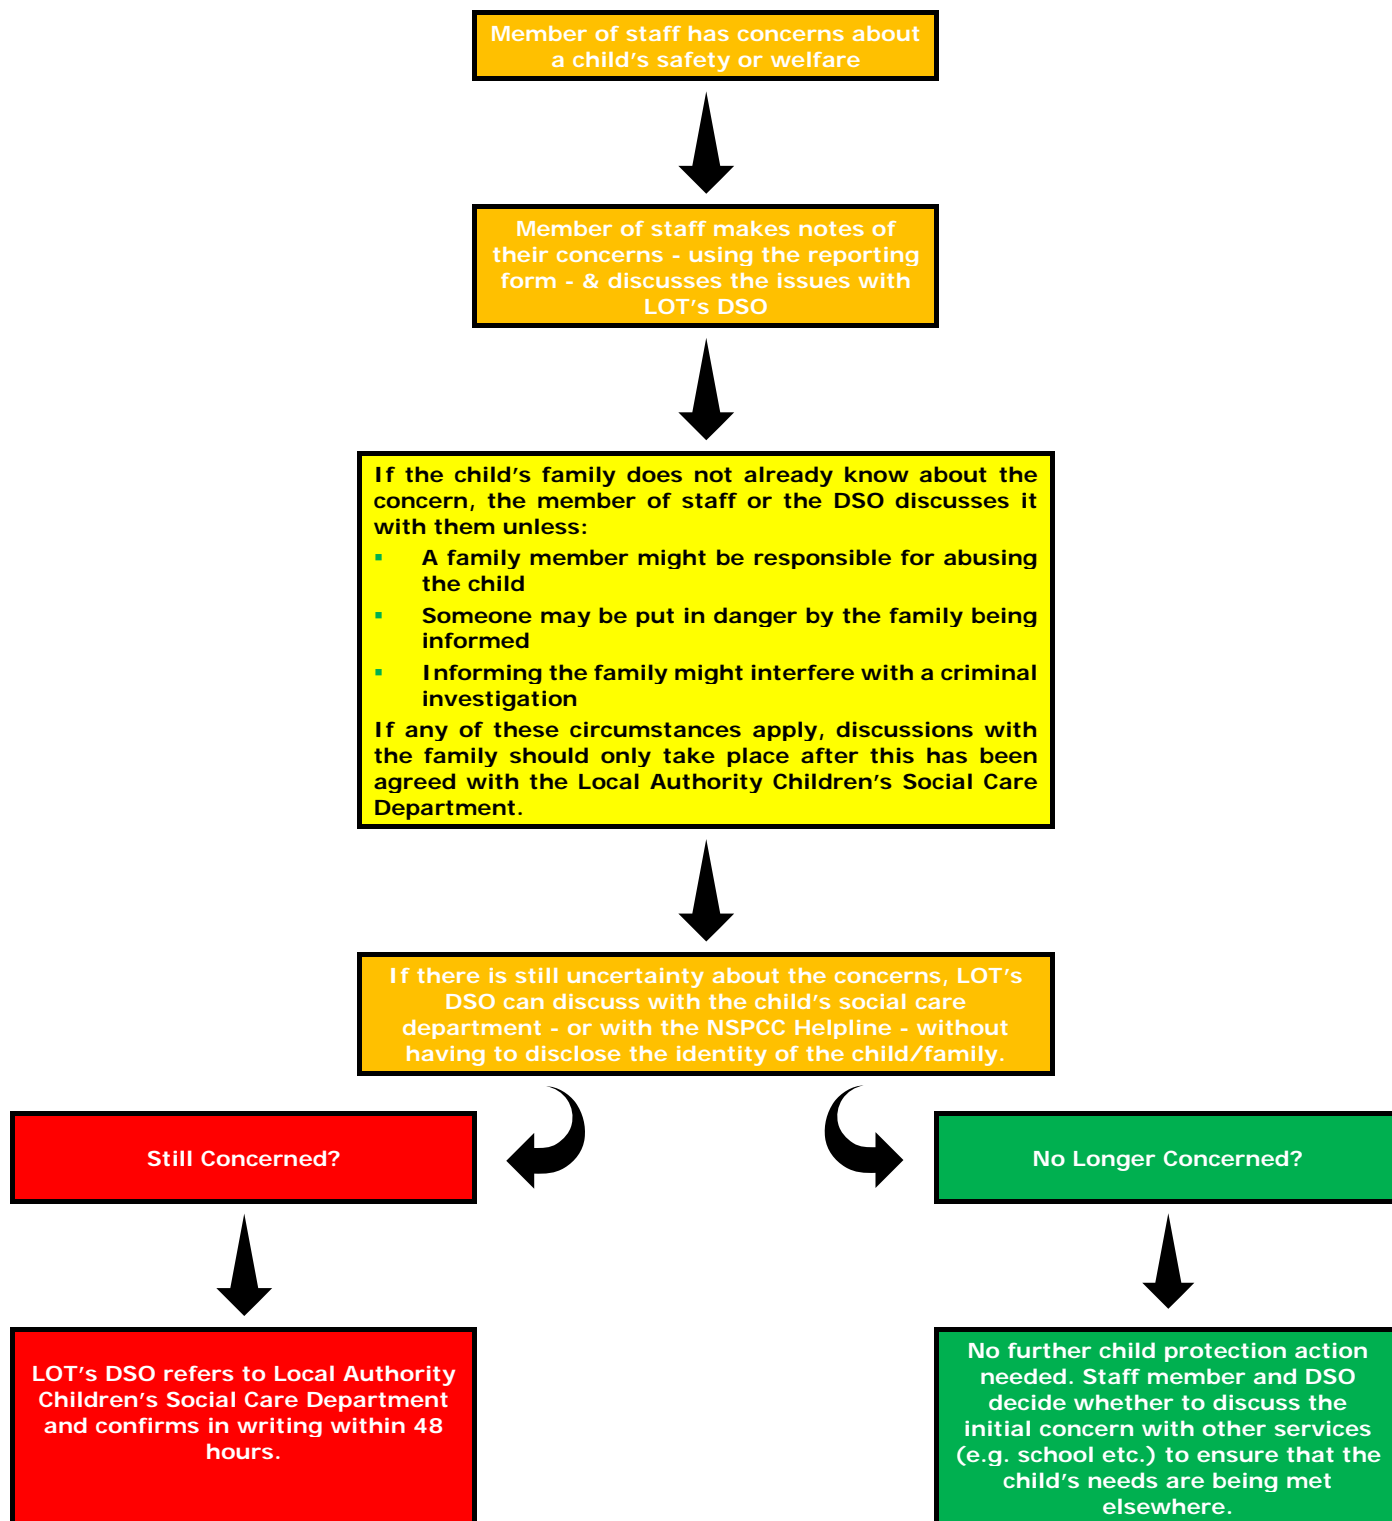 Member of staff has concerns about
a child's safety or welfare
Member of staff makes notes of
their concerns - using the reporting
form - & discusses the issues with
LOT's DSO
If the child's family does not already know about the
concern, the member of staff or the DSO discusses it
with them unless:
▪ A family member might be responsible for abusing
the child
▪ Someone may be put in danger by the family being
informed
▪ Informing the family might interfere with a criminal
investigation
If any of these circumstances apply, discussions with
the family should only take place after this has been
agreed with the Local Authority Children's Social Care
Department.
If there is still uncertainty about the concerns, LOT's
DSO can discuss with the child's social care
department - or with the NSPCC Helpline - without
having to disclose the identity of the child/family.
Still Concerned?
No Longer Concerned?
LOT's DSO refers to Local Authority
Children's Social Care Department
and confirms in writing within 48
hours.
No further child protection action
needed. Staff member and DSO
decide whether to discuss the
initial concern with other services
(e.g. school etc.) to ensure that the
child's needs are being met
elsewhere.